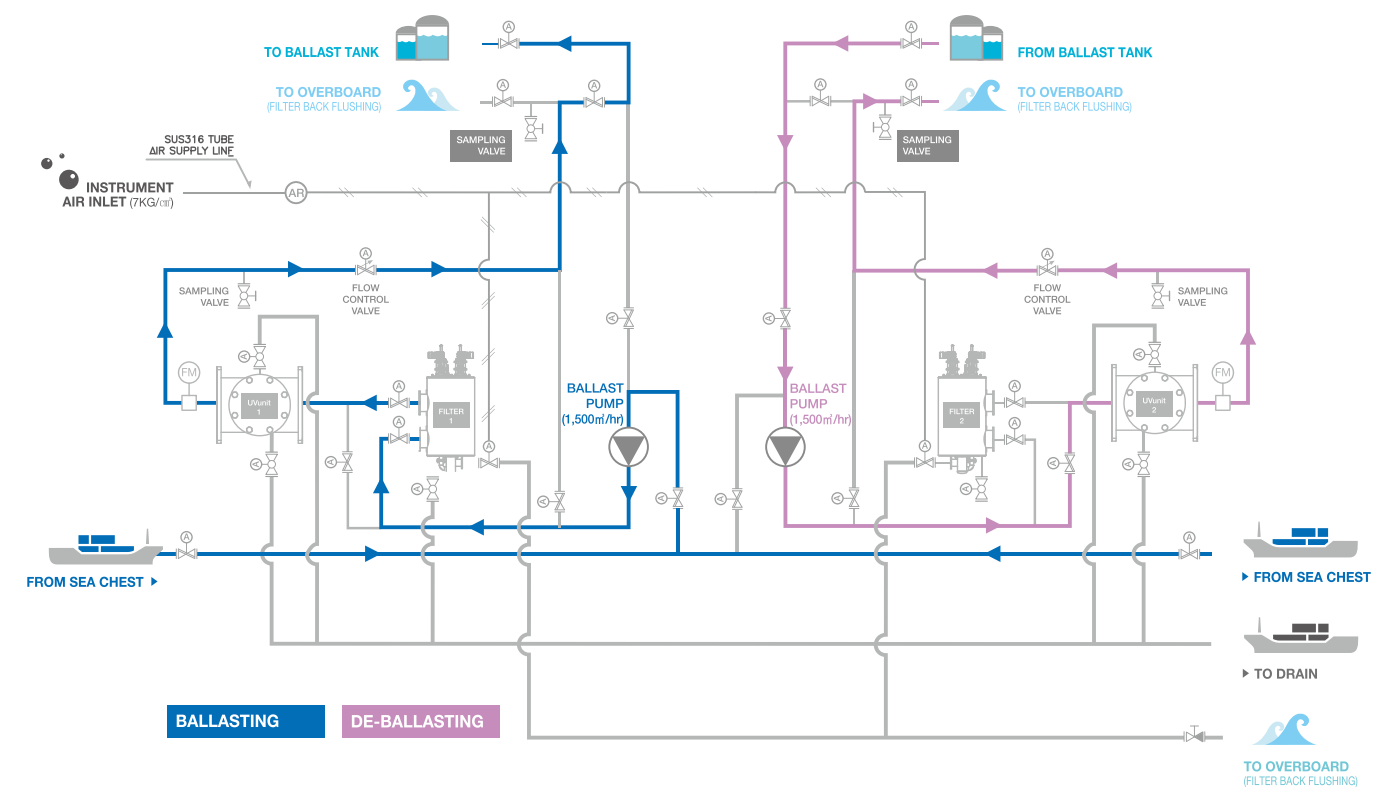 TO BALLAST TANK
TO OVERBOARD
(FILTER BACK FLUSHING)
A
A
A
SAMPLING
VALVE
A
A
A
FROM BALLAST TANK
TO OVERBOARD
(FILTER BACK FLUSHING)
SAMPLING
VALVE
SUS316 TUBE
AIR SUPPLY LINE
INSTRUMENT
AIR INLET (7KG/㎠)
AR
SAMPLING
VALVE
A
FLOW
CONTROL
VALVE
A
FLOW
CONTROL
VALVE
SAMPLING
VALVE
A
A
A
A
FM
UVunit
1
A
A
FILTER
1
BALLAST
PUMP
(1,500㎥/hr)
BALLAST
PUMP
(1,500㎥/hr)
FILTER
2
A
A
UVunit
2
FM
A
A
A
A
A
A
A
A
A
A
A
A
A
A
FROM SEA CHEST
A
FROM SEA CHEST
TO DRAIN
BALLASTING
DE-BALLASTING
TO OVERBOARD
(FILTER BACK FLUSHING)